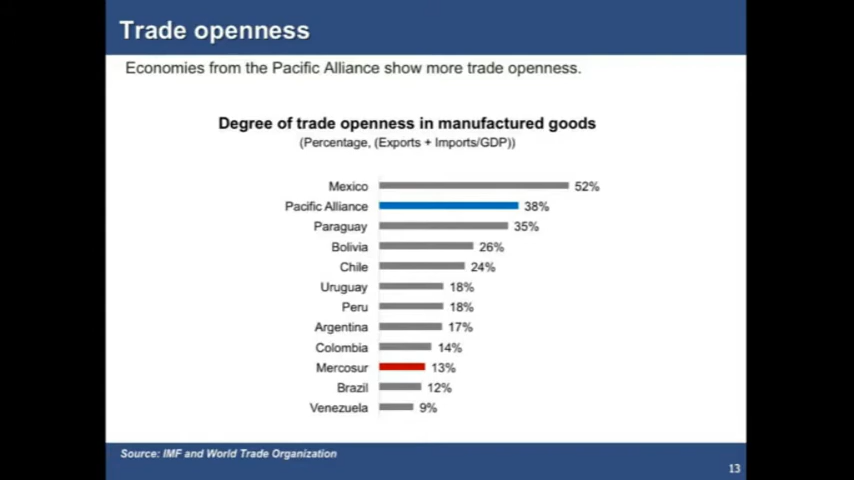 Trade openness
Economies from the Pacific Alliance show more trade openness.
Degree of trade openness in manufactured goods
(Percentage, (Exports + Imports/GDP))
Mexico 52%
Pacific Alliance 38%
Paraguay 35%
Bolivia 26%
Chile 24%
Uruguay 18%
Peru 18%
Argentina 17%
Colombia 14%
Mercosur 13%
Brazil 12%
Venezuela 9%
Source: IMF and World Trade Organization
13